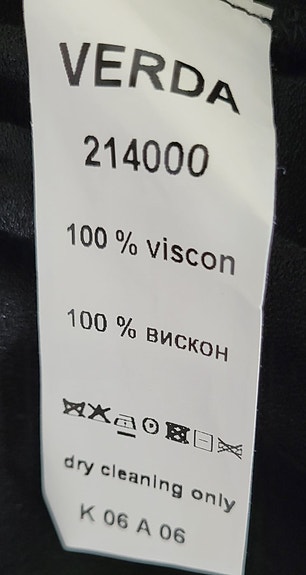 VERDA
214000
100 % viscon
100 % вискон
dry cleaning only
K 06 A 06